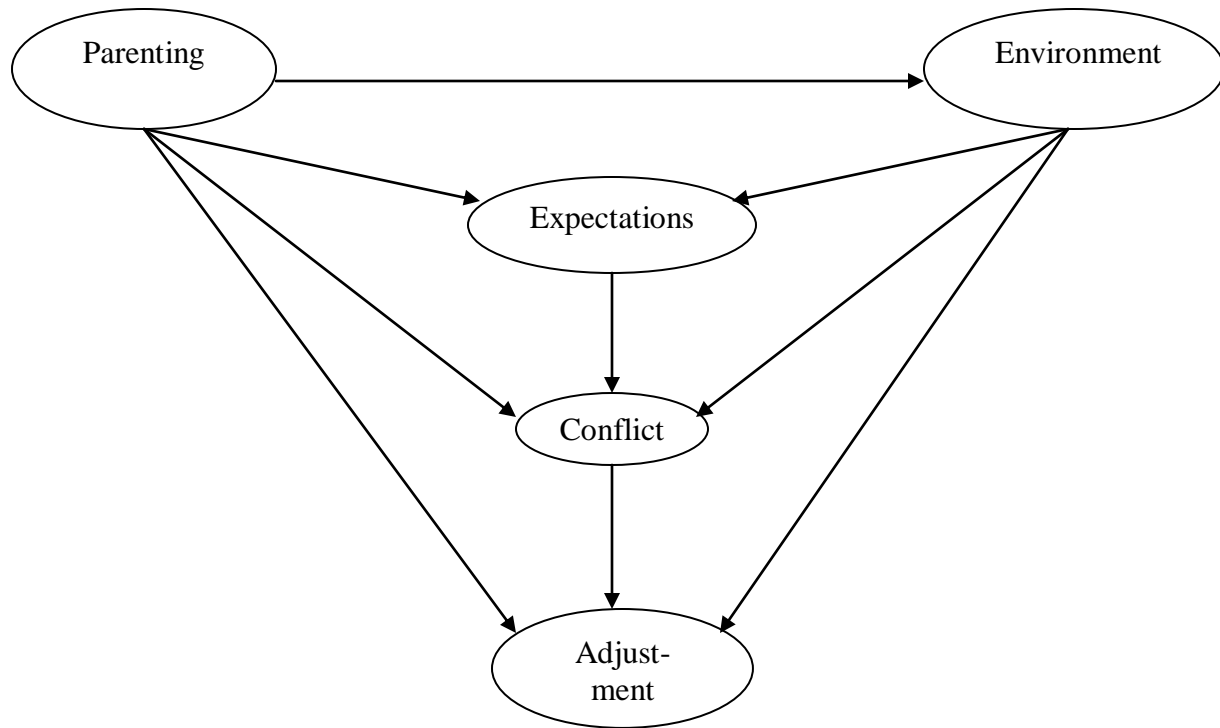 Parenting
Environment
Expectations
Conflict
Adjust-
ment